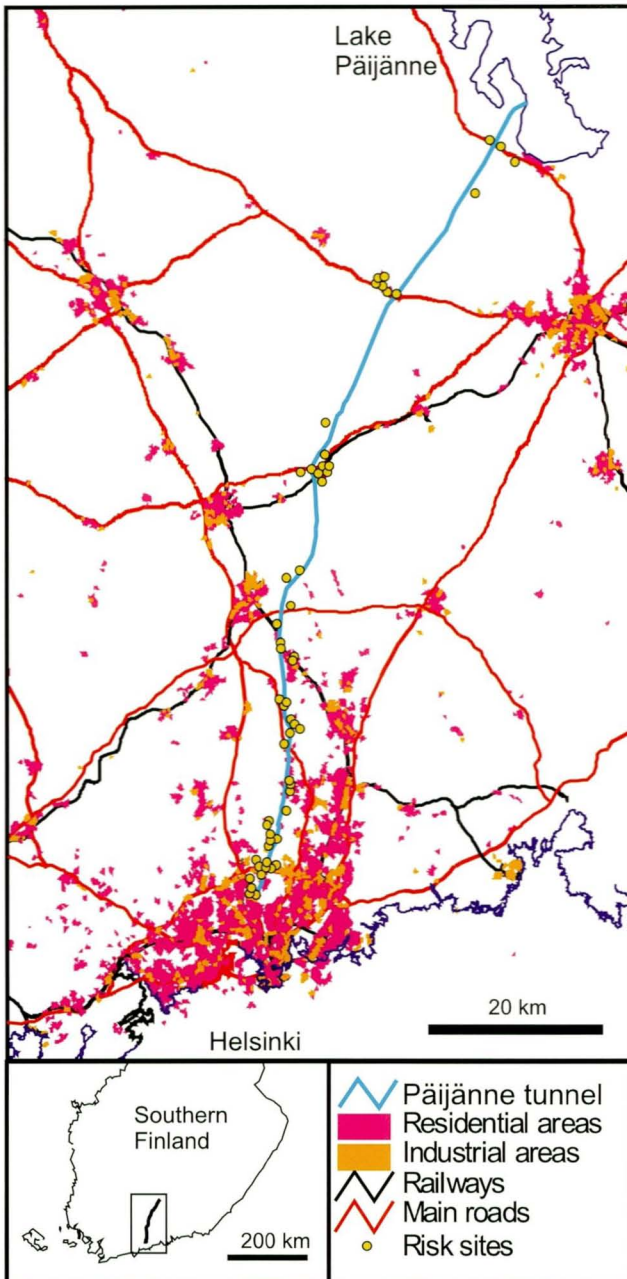 Lake
Päijänne
20 km
Helsinki
Southern
Finland
200 km
Päijänne tunnel
Residential areas
Industrial areas
Railways
Main roads
Risk sites